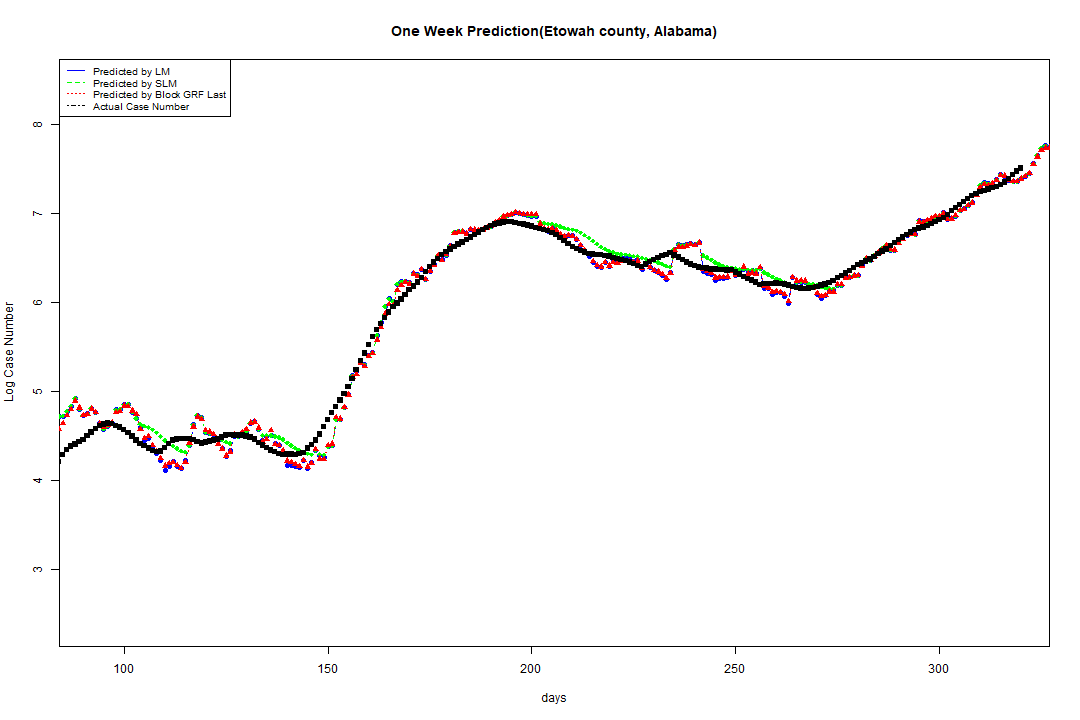 One Week Prediction(Etowah county, Alabama)
Predicted by LM
Predicted by SLM
Predicted by Block GRF Last
Actual Case Number
8
7
6
5
4
3
Log Case Number
100 150 200 250 300
days